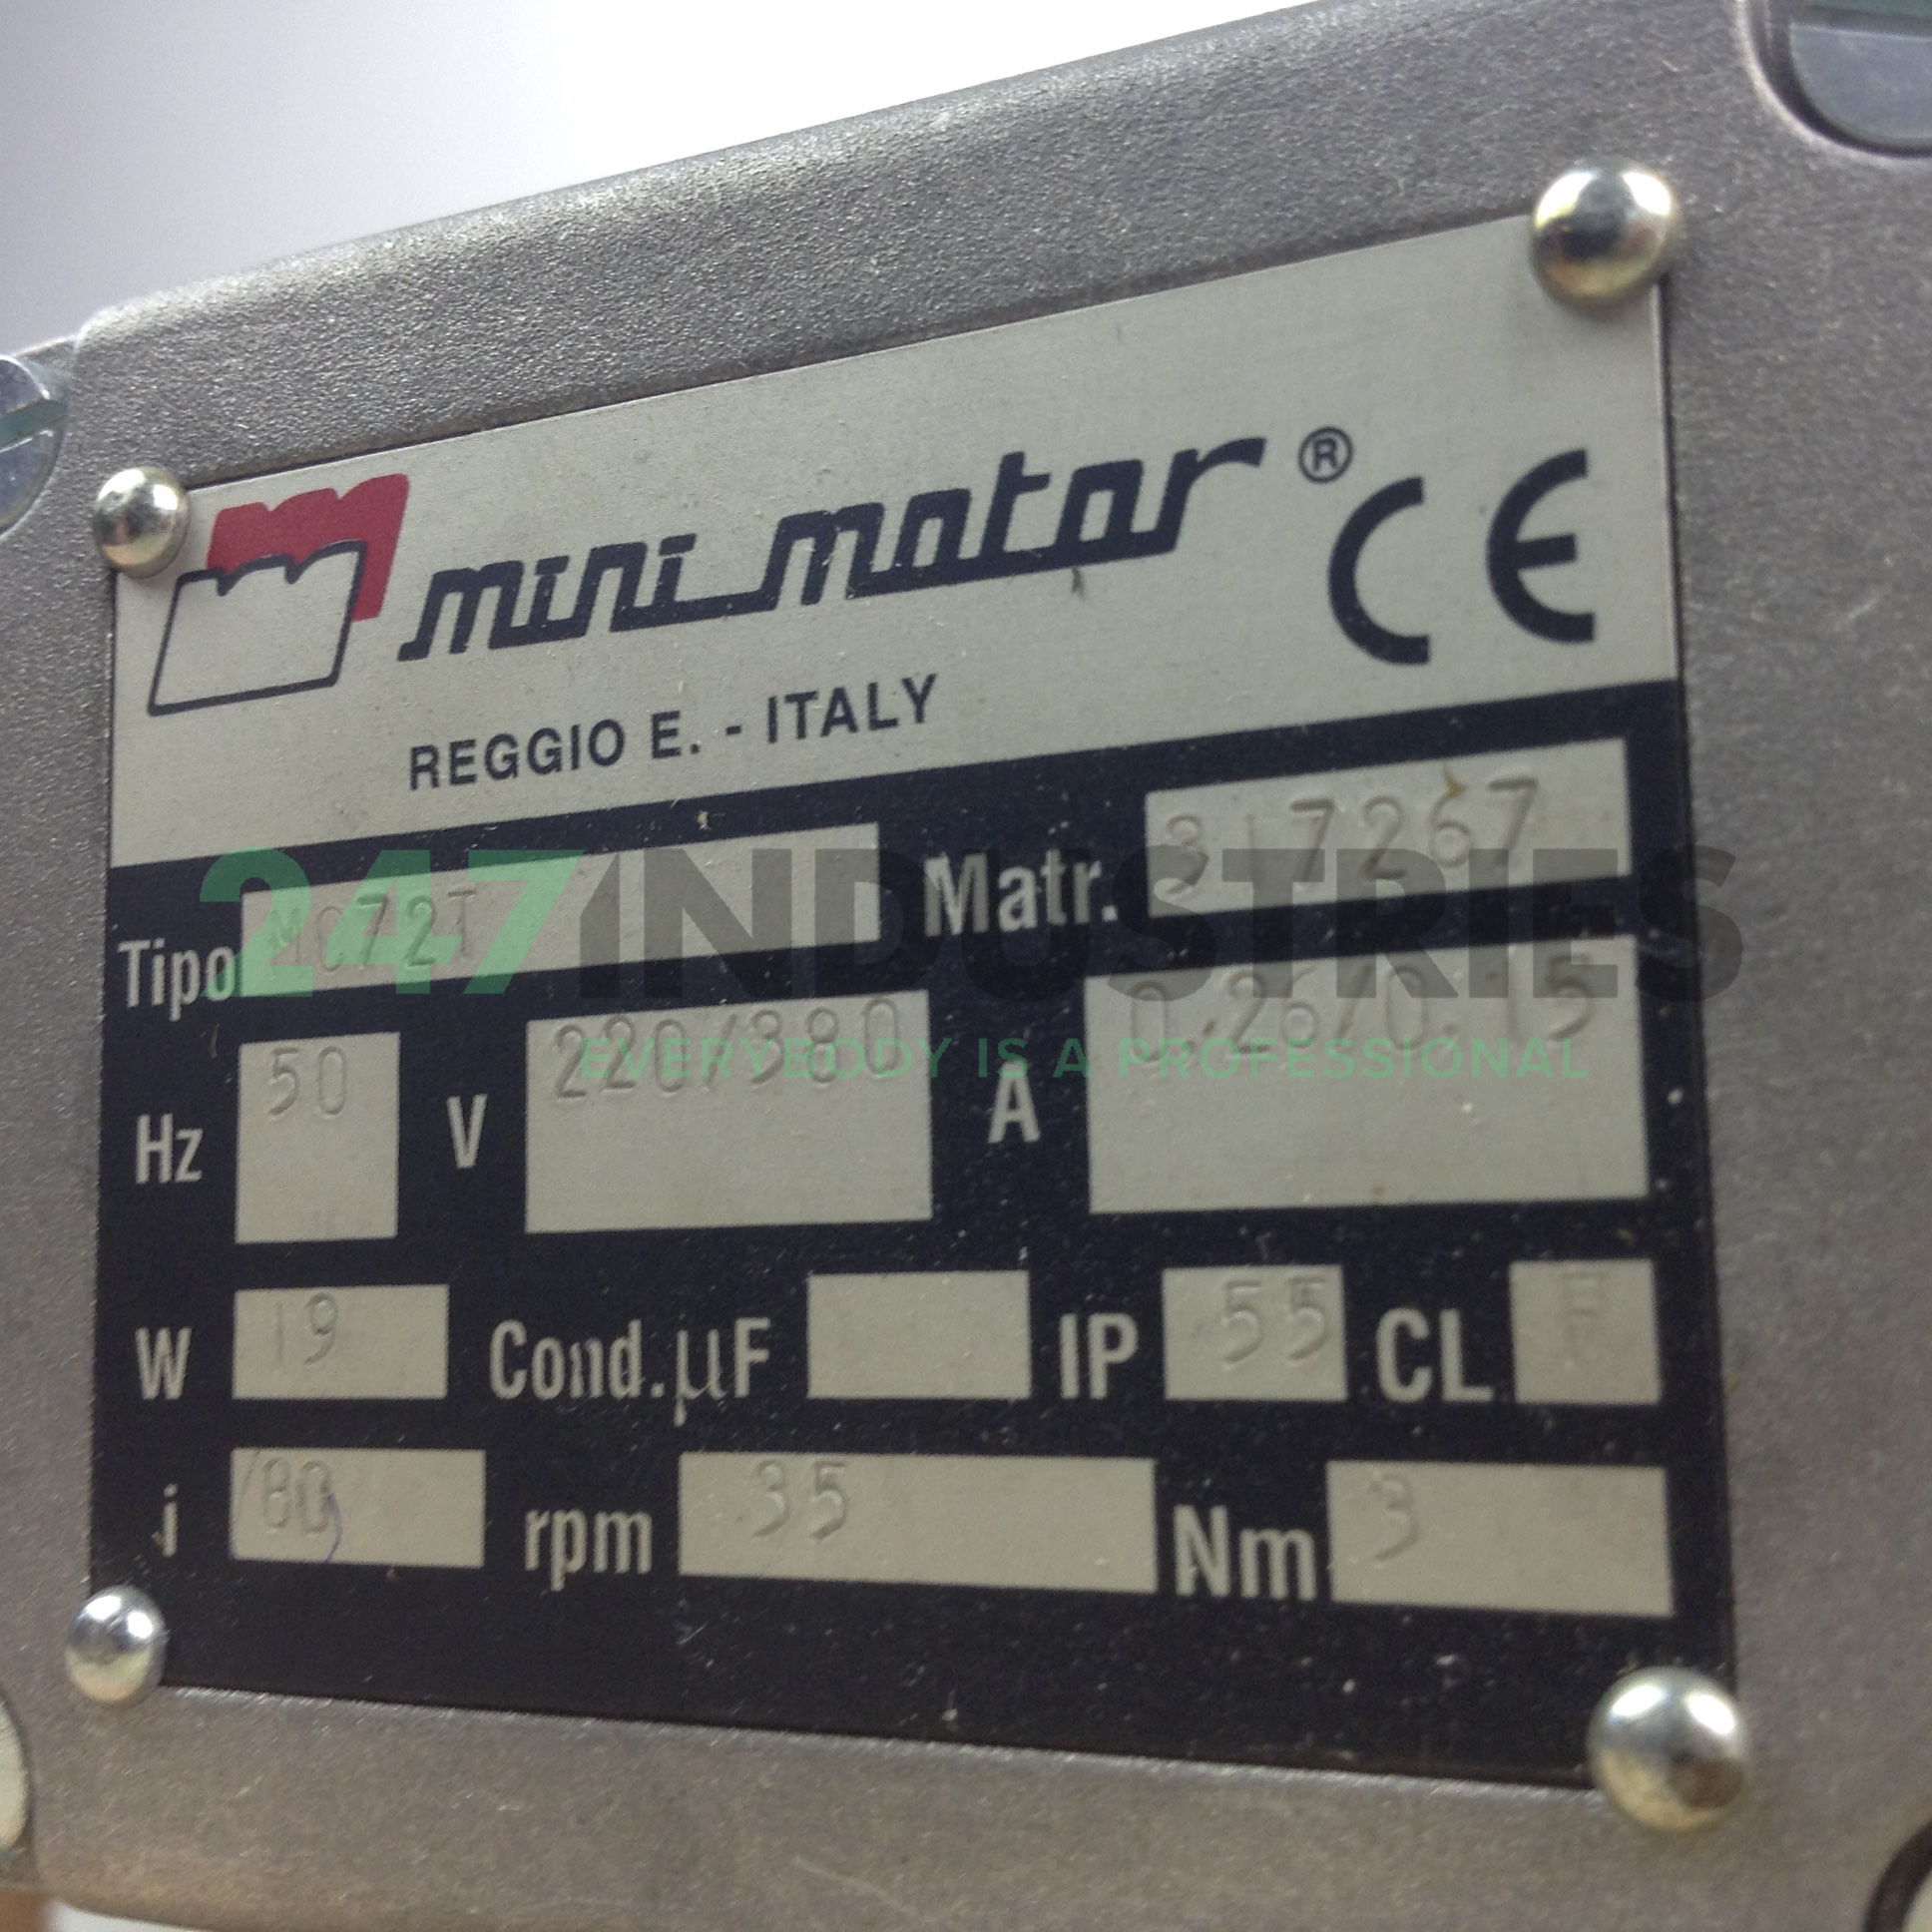 mini motor ® CE
REGGIO E. - ITALY
Tipo MC72T Matr. 317267
247INDUSTRIES
EVERYBODY IS A PROFESSIONAL
Hz 50 V 220/380 A 0.26/0.15
W 19 Cond.µF IP 55 CL F
i /80 rpm 35 Nm 3